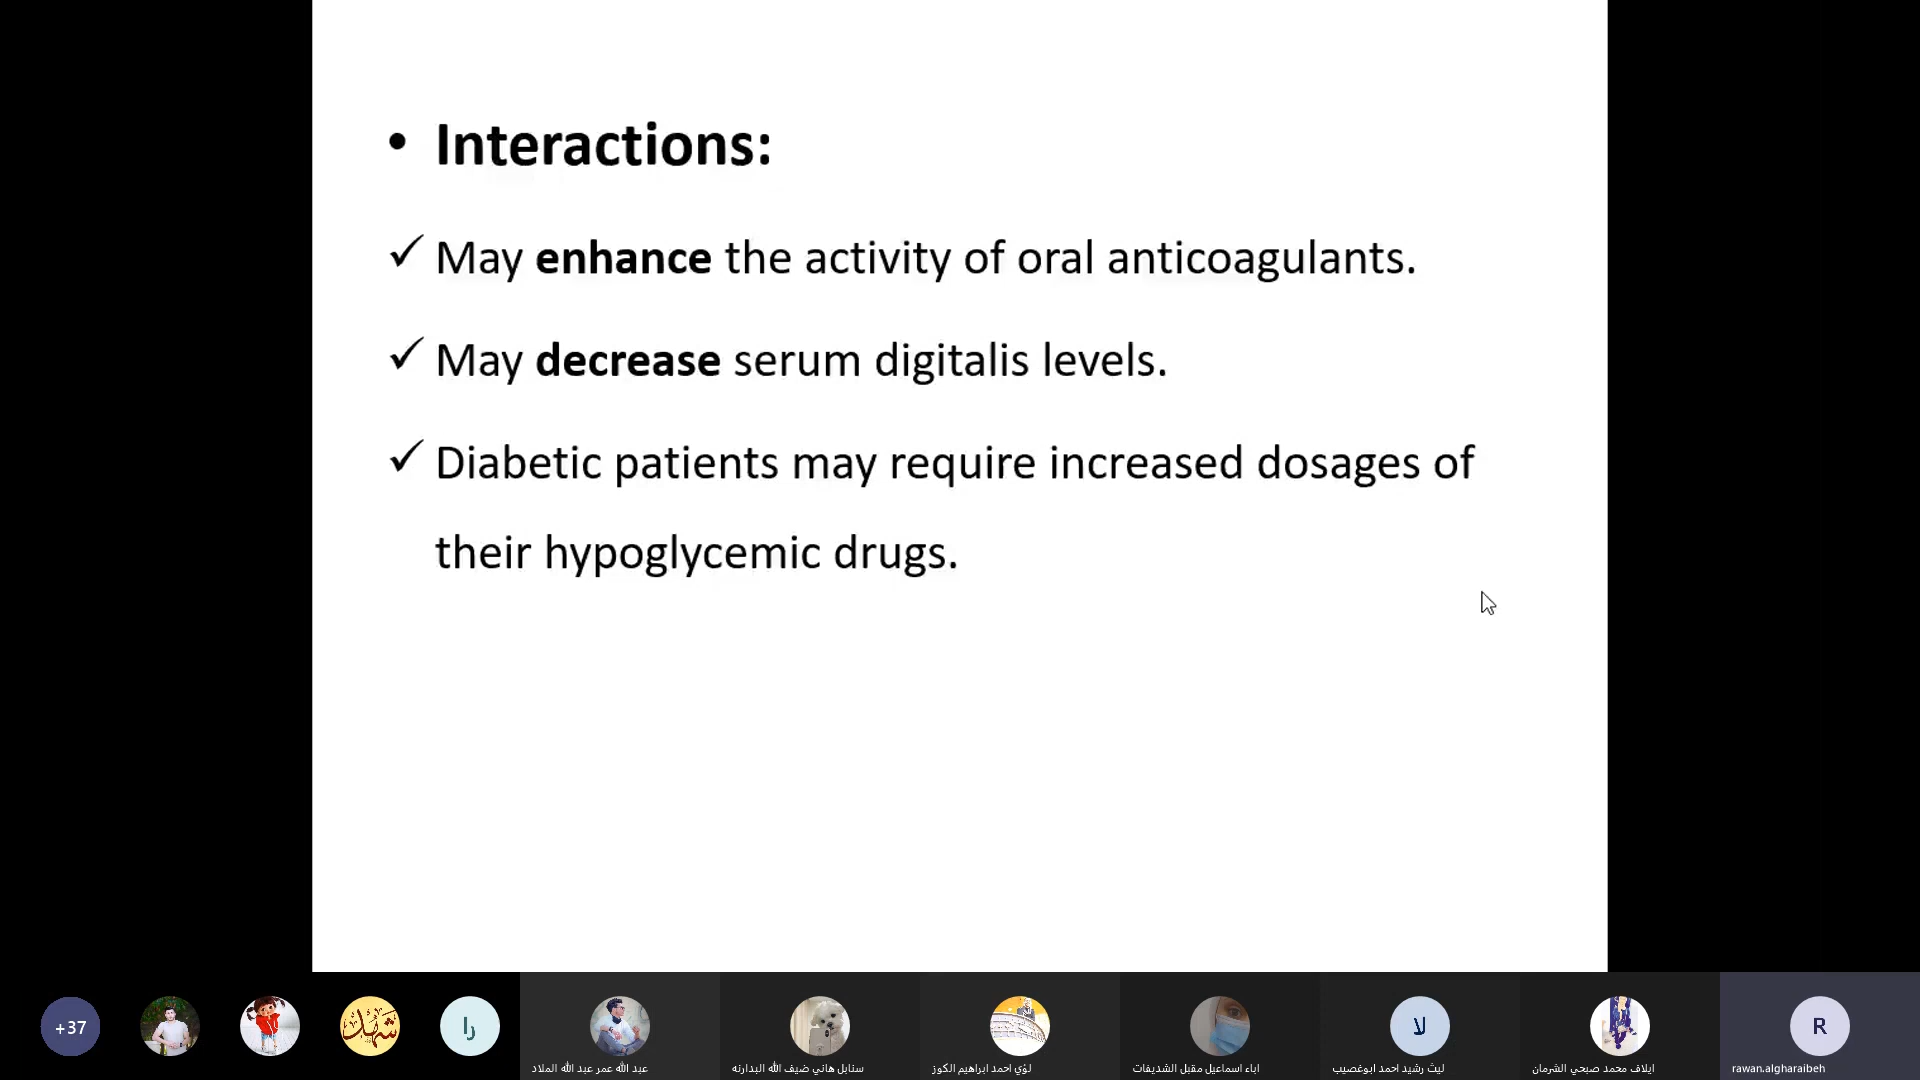 • Interactions:
✓ May enhance the activity of oral anticoagulants.
✓ May decrease serum digitalis levels.
✓ Diabetic patients may require increased dosages of
their hypoglycemic drugs.
+37
شهد
را
لا
R
عبد الله عمر عبد الله الملاد
سنابل هاني ضيف الله البدارنه
لؤي احمد ابراهيم الكوز
اباء اسماعيل مقبل الشديفات
ليث رشيد احمد ابوغصيب
ايلاف محمد صبحي الشرمان
rawan.algharaibeh